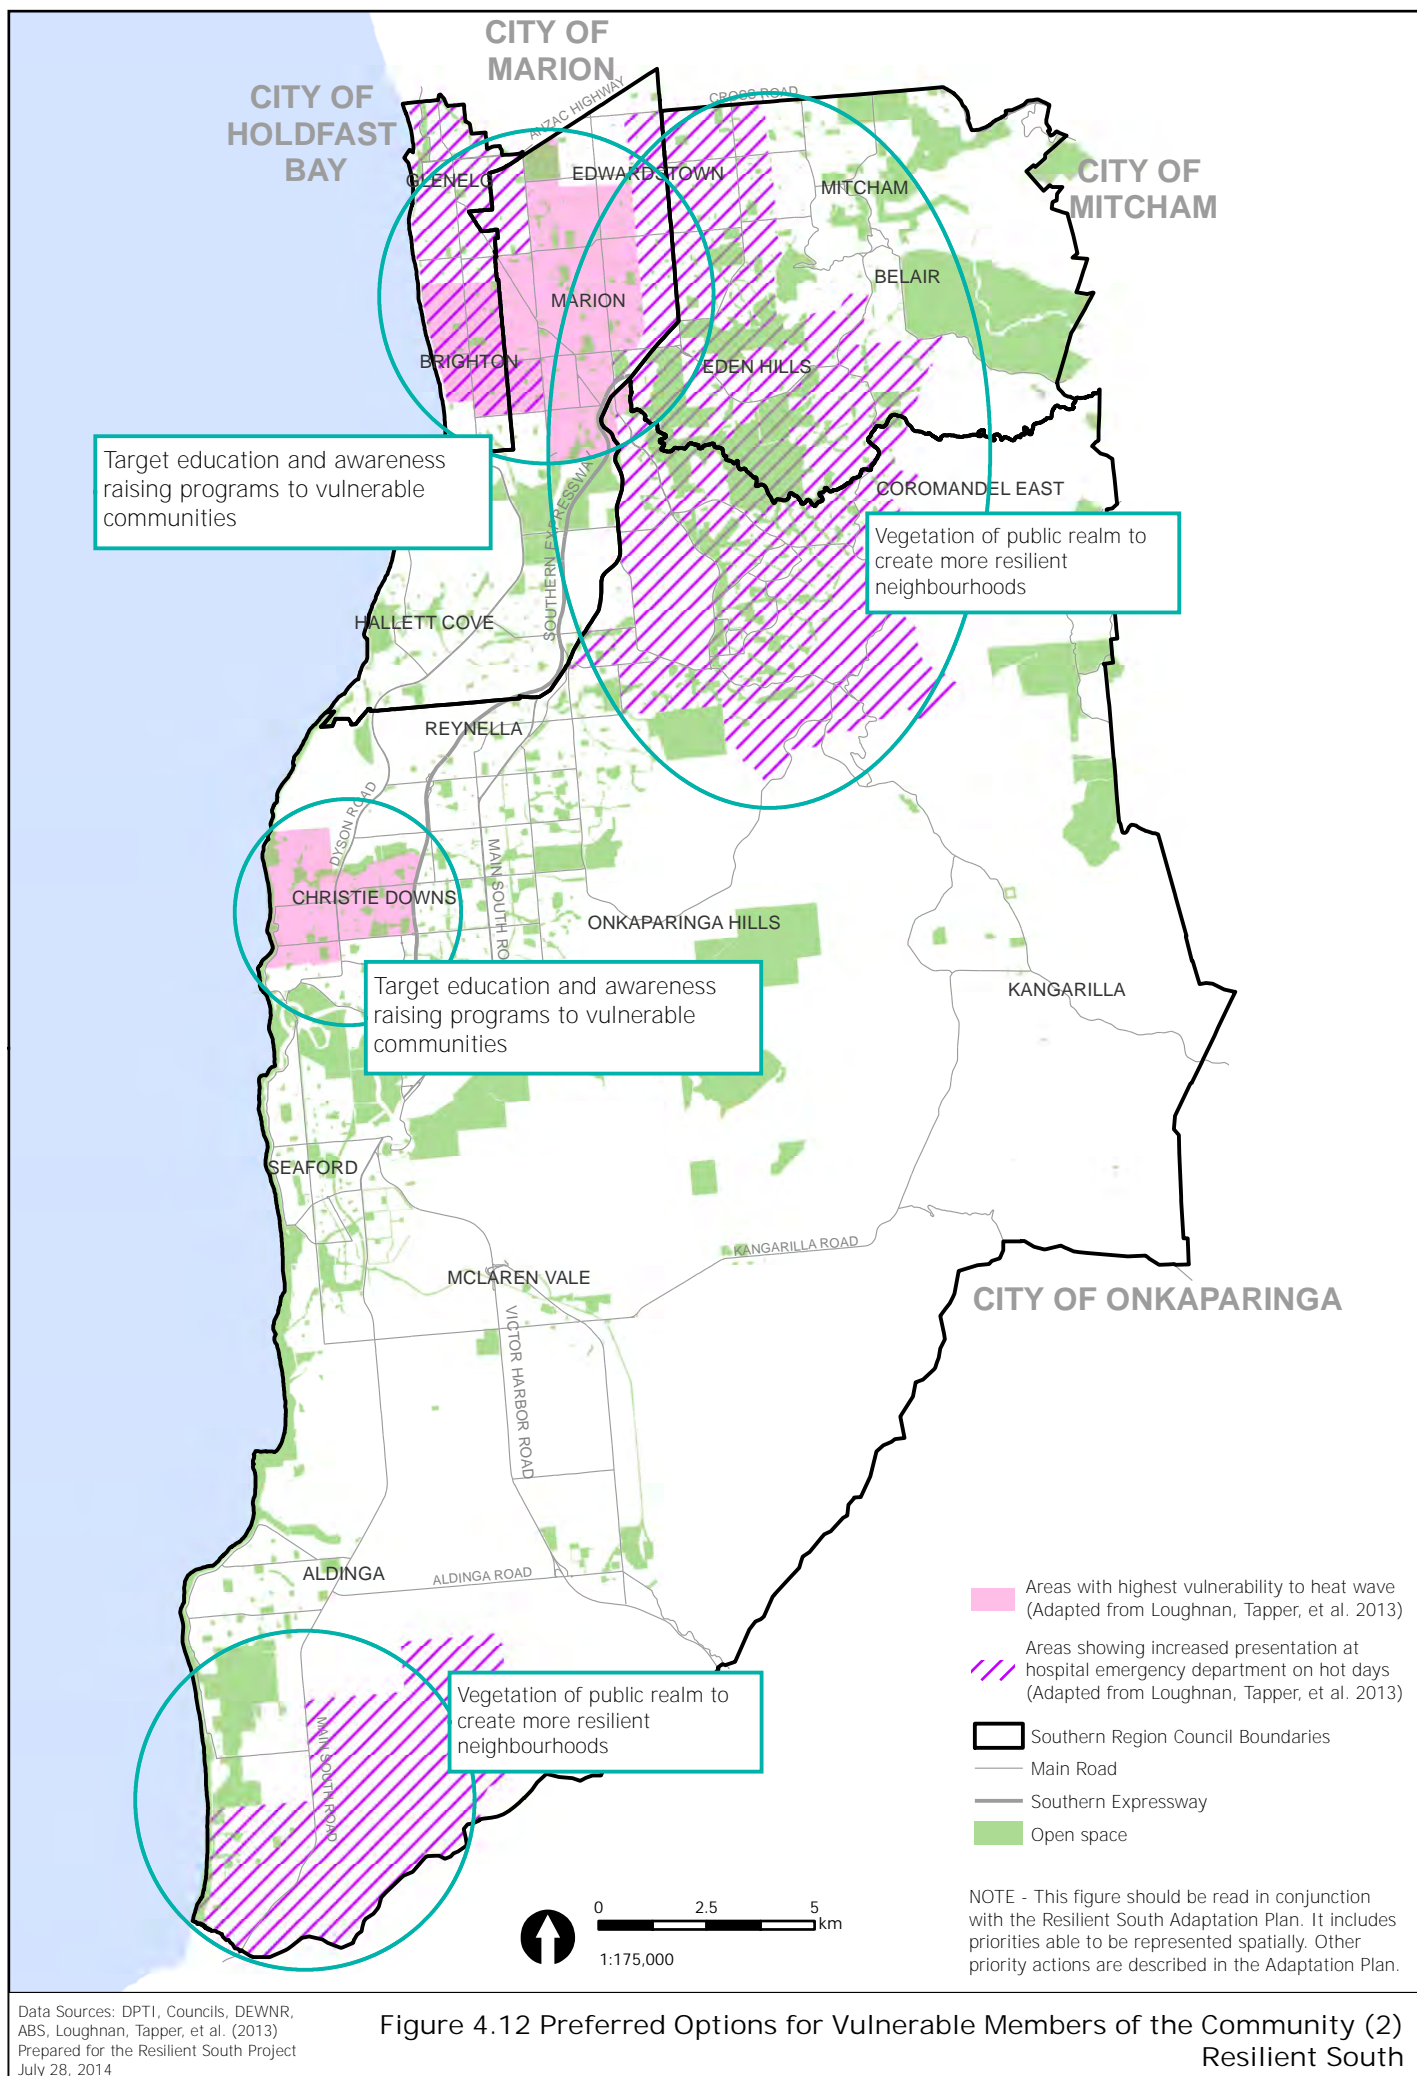 CITY OF
MARION
CITY OF
HOLDFAST
BAY
ANZAC HIGHWAY
CROSS ROAD
CITY OF
MITCHAM
GLENELG
EDWARDSTOWN
MITCHAM
BELAIR
MARION
BRIGHTON
EDEN HILLS
Target education and awareness
raising programs to vulnerable
communities
SOUTHERN EXPRESSWAY
COROMANDEL EAST
Vegetation of public realm to
create more resilient
neighbourhoods
HALLETT COVE
REYNELLA
DYSON ROAD
MAIN SOUTH RO
CHRISTIE DOWNS
ONKAPARINGA HILLS
Target education and awareness
raising programs to vulnerable
communities
KANGARILLA
SEAFORD
KANGARILLA ROAD
MCLAREN VALE
CITY OF ONKAPARINGA
VICTOR HARBOR ROAD
ALDINGA
ALDINGA ROAD
Vegetation of public realm to
create more resilient
neighbourhoods
MAIN SOUTH ROAD
Areas with highest vulnerability to heat wave
(Adapted from Loughnan, Tapper, et al. 2013)
Areas showing increased presentation at
hospital emergency department on hot days
(Adapted from Loughnan, Tapper, et al. 2013)
Southern Region Council Boundaries
Main Road
Southern Expressway
Open space
0 2.5 5
km
1:175,000
NOTE - This figure should be read in conjunction
with the Resilient South Adaptation Plan. It includes
priorities able to be represented spatially. Other
priority actions are described in the Adaptation Plan.
Data Sources: DPTI, Councils, DEWNR,
ABS, Loughnan, Tapper, et al. (2013)
Prepared for the Resilient South Project
July 28, 2014
Figure 4.12 Preferred Options for Vulnerable Members of the Community (2)
Resilient South